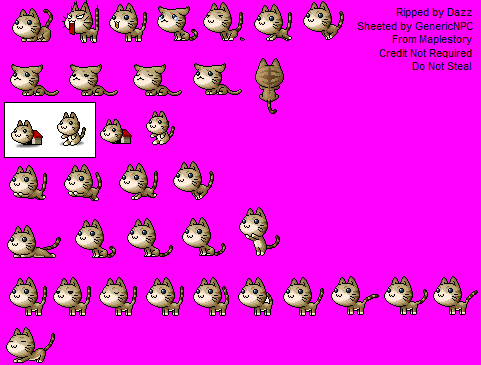 Ripped by Dazz
Sheeted by GenericNPC
From Maplestory
Credit Not Required
Do Not Steal